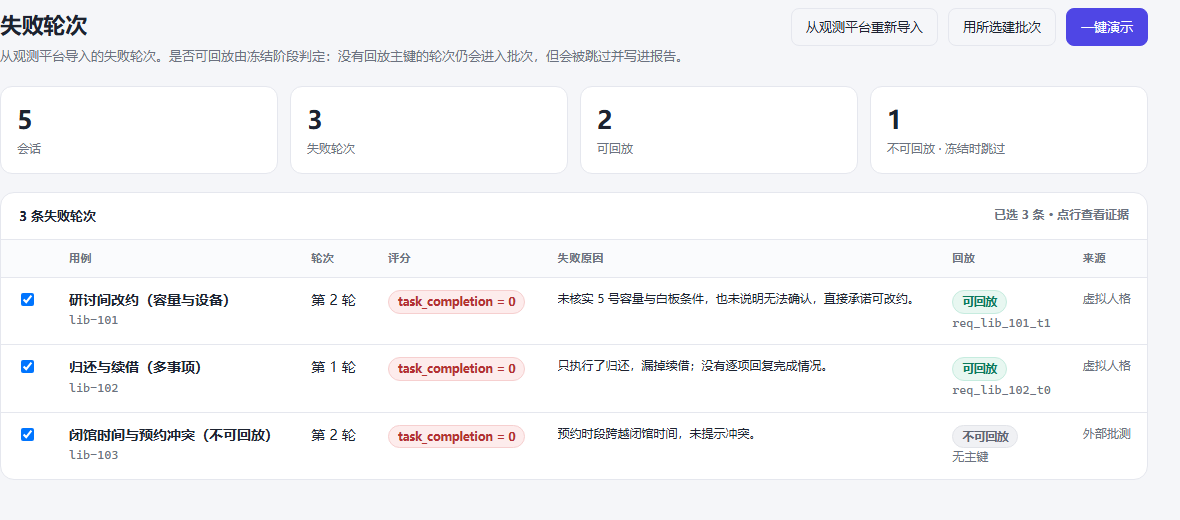 失败轮次
从观测平台重新导入
用所选建批次
一键演示
从观测平台导入的失败轮次。是否可回放由冻结阶段判定：没有回放主键的轮次仍会进入批次，但会被跳过并写进报告。
5
会话
3
失败轮次
2
可回放
1
不可回放 · 冻结时跳过
3 条失败轮次
已选 3 条 · 点行查看证据
用例 轮次 评分 失败原因 回放 来源
研讨间改约（容量与设备） 第 2 轮 task_completion = 0 未核实 5 号容量与白板条件，也未说明无法确认，直接承诺可改约。 可回放 虚拟人格
lib-101 req_lib_101_t1
归还与续借（多事项） 第 1 轮 task_completion = 0 只执行了归还，漏掉续借；没有逐项回复完成情况。 可回放 虚拟人格
lib-102 req_lib_102_t0
闭馆时间与预约冲突（不可回放） 第 2 轮 task_completion = 0 预约时段跨越闭馆时间，未提示冲突。 不可回放 外部批测
lib-103 无主键